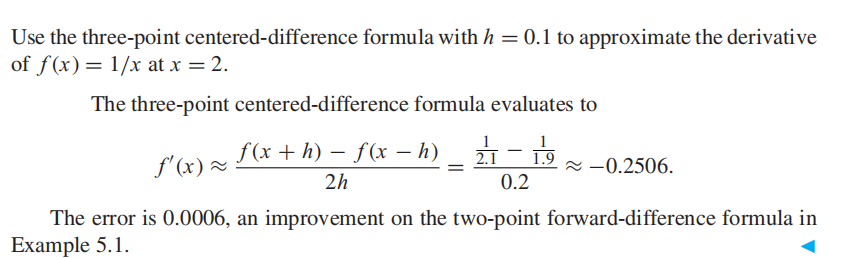 Use the three-point centered-difference formula with h = 0.1 to approximate the derivative
of f(x) = 1/x at x = 2.
The three-point centered-difference formula evaluates to
f′(x) ≈ \frac{f(x + h) − f(x − h)}{2h} = \frac{\frac{1}{2.1} − \frac{1}{1.9}}{0.2} ≈ −0.2506.
The error is 0.0006, an improvement on the two-point forward-difference formula in
Example 5.1.